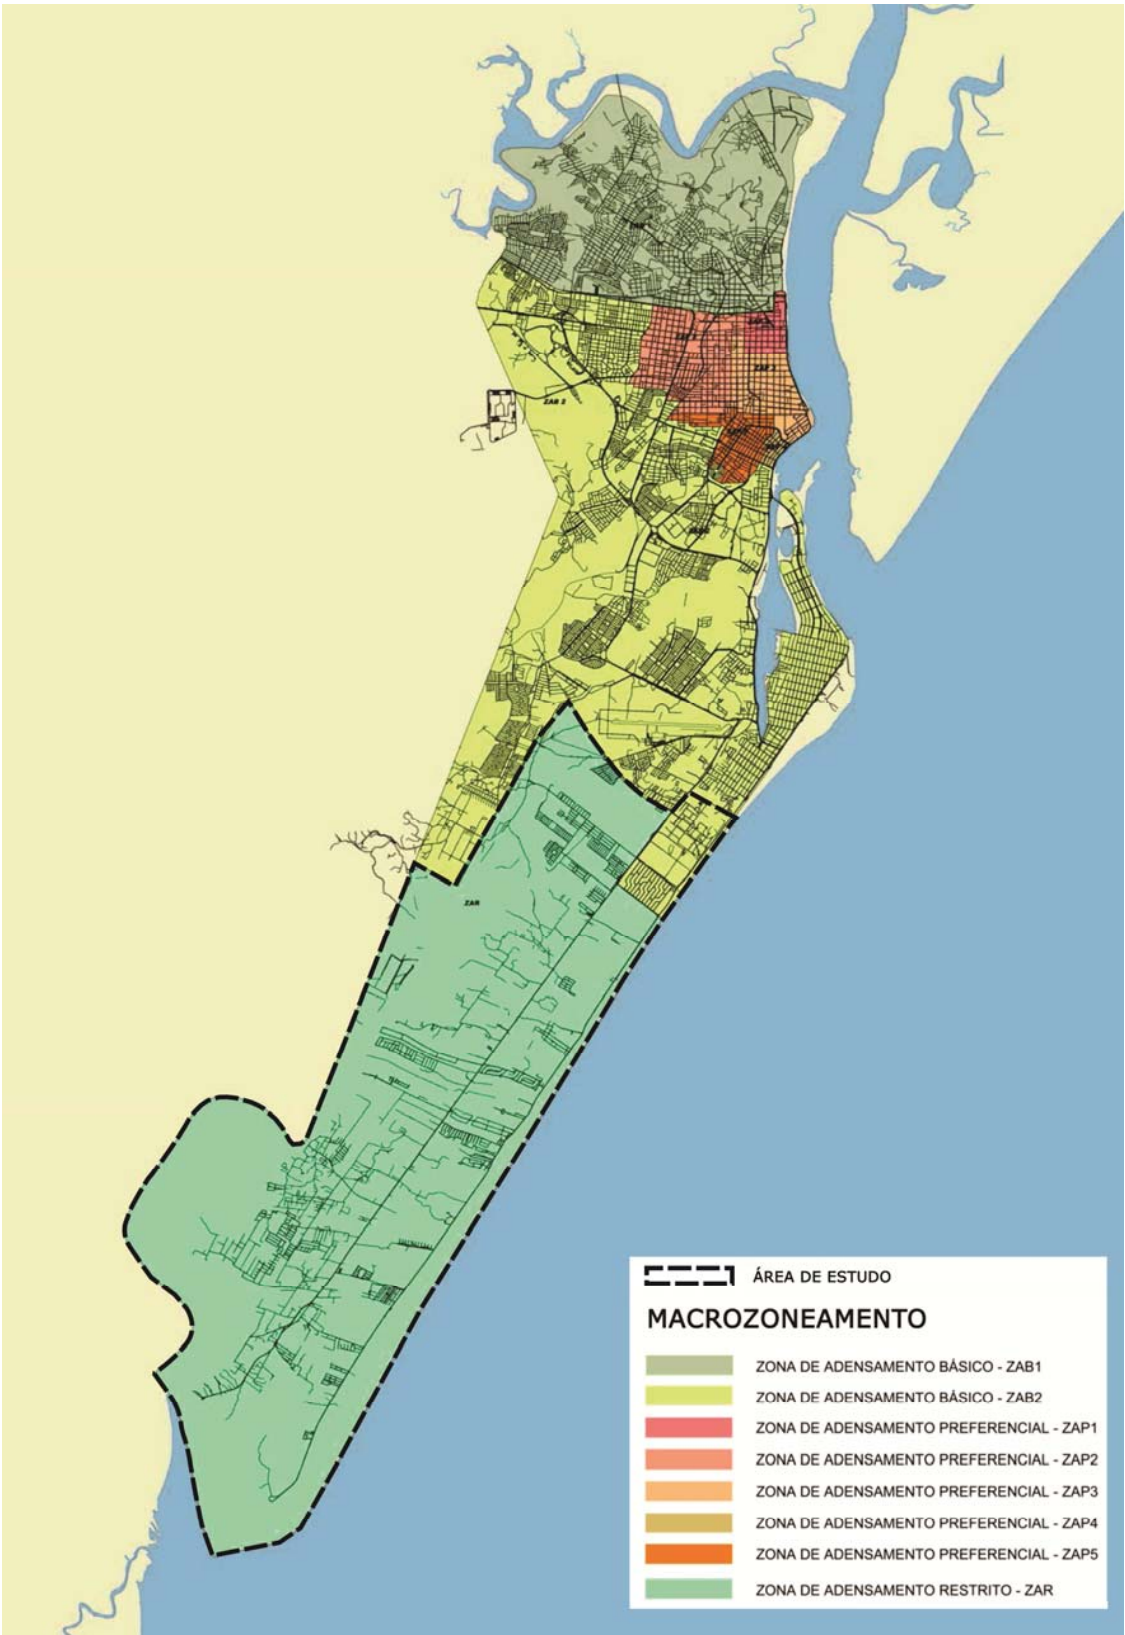 ZAP 3
ZAB 2
ZAR
ÁREA DE ESTUDO
MACROZONEAMENTO
ZONA DE ADENSAMENTO BÁSICO - ZAB1
ZONA DE ADENSAMENTO BÁSICO - ZAB2
ZONA DE ADENSAMENTO PREFERENCIAL - ZAP1
ZONA DE ADENSAMENTO PREFERENCIAL - ZAP2
ZONA DE ADENSAMENTO PREFERENCIAL - ZAP3
ZONA DE ADENSAMENTO PREFERENCIAL - ZAP4
ZONA DE ADENSAMENTO PREFERENCIAL - ZAP5
ZONA DE ADENSAMENTO RESTRITO - ZAR